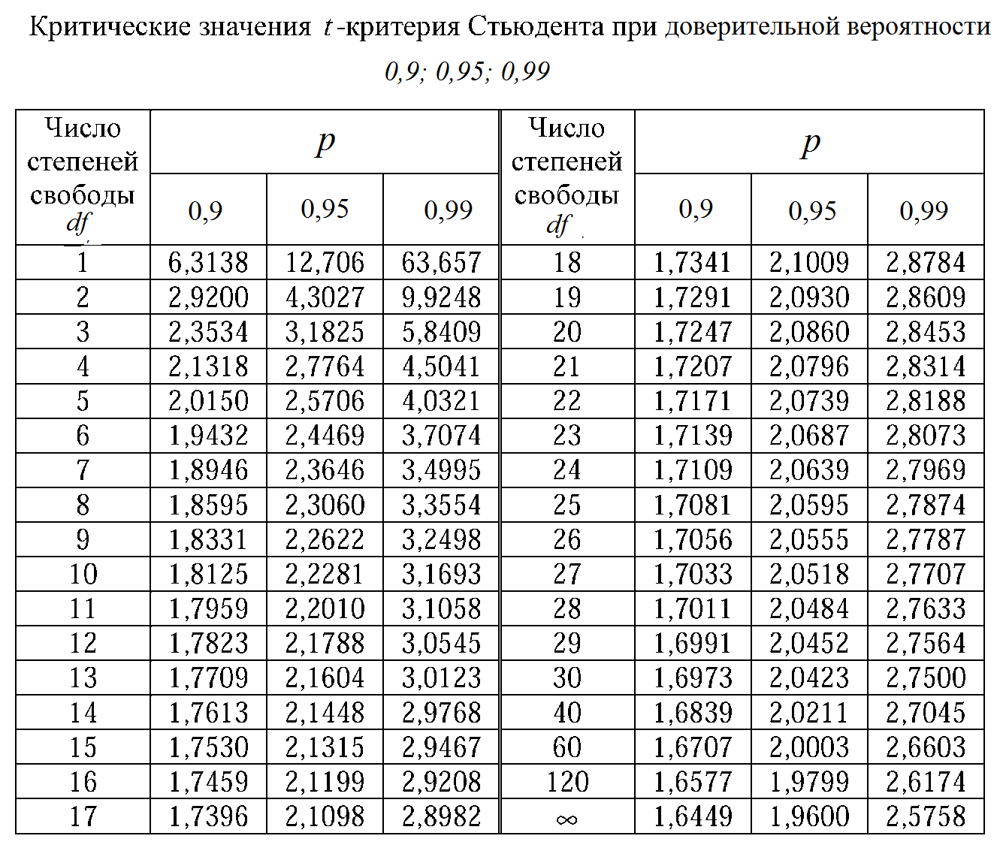 Критические значения t-критерия Стьюдента при доверительной вероятности
0,9; 0,95; 0,99
Число степеней свободы df p Число степеней свободы df p
0,9 0,95 0,99 0,9 0,95 0,99
1 6,3138 12,706 63,657 18 1,7341 2,1009 2,8784
2 2,9200 4,3027 9,9248 19 1,7291 2,0930 2,8609
3 2,3534 3,1825 5,8409 20 1,7247 2,0860 2,8453
4 2,1318 2,7764 4,5041 21 1,7207 2,0796 2,8314
5 2,0150 2,5706 4,0321 22 1,7171 2,0739 2,8188
6 1,9432 2,4469 3,7074 23 1,7139 2,0687 2,8073
7 1,8946 2,3646 3,4995 24 1,7109 2,0639 2,7969
8 1,8595 2,3060 3,3554 25 1,7081 2,0595 2,7874
9 1,8331 2,2622 3,2498 26 1,7056 2,0555 2,7787
10 1,8125 2,2281 3,1693 27 1,7033 2,0518 2,7707
11 1,7959 2,2010 3,1058 28 1,7011 2,0484 2,7633
12 1,7823 2,1788 3,0545 29 1,6991 2,0452 2,7564
13 1,7709 2,1604 3,0123 30 1,6973 2,0423 2,7500
14 1,7613 2,1448 2,9768 40 1,6839 2,0211 2,7045
15 1,7530 2,1315 2,9467 60 1,6707 2,0003 2,6603
16 1,7459 2,1199 2,9208 120 1,6577 1,9799 2,6174
17 1,7396 2,1098 2,8982 ∞ 1,6449 1,9600 2,5758